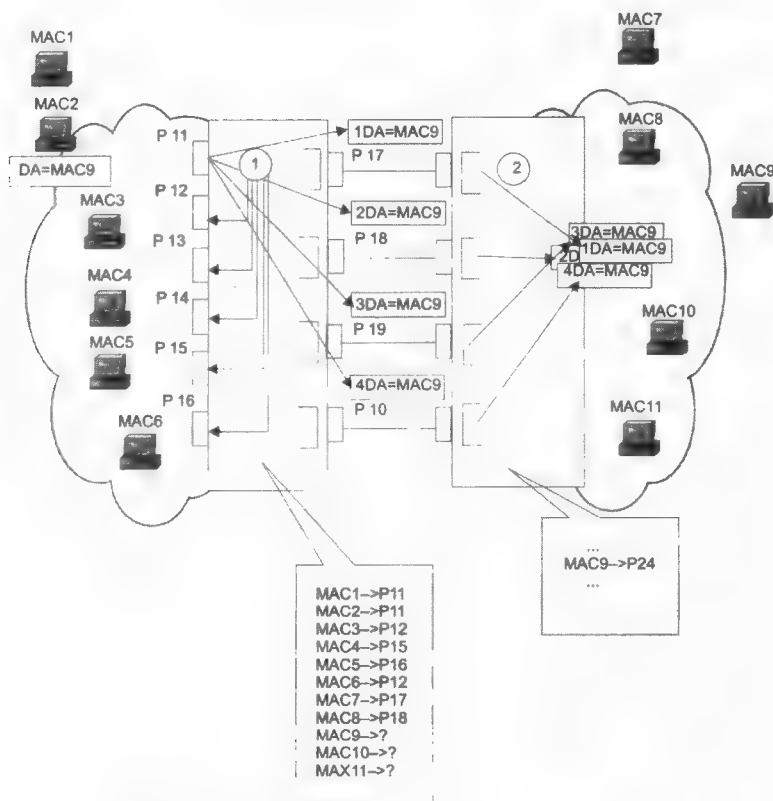 MAC1
MAC2
DA=MAC9
MAC3
MAC4
MAC5
MAC6
P 11
P 12
P 13
P 14
P 15
P 16
1
1DA=MAC9
P 17
2DA=MAC9
P 18
3DA=MAC9
P 19
4DA=MAC9
P 10
2
3DA=MAC9
1DA=MAC9
2D
4DA=MAC9
MAC7
MAC8
MAC9
MAC10
MAC11
MAC1–>P11
MAC2–>P11
MAC3–>P12
MAC4–>P15
MAC5–>P16
MAC6–>P12
MAC7–>P17
MAC8–>P18
MAC9–>?
MAC10–>?
MAX11–>?
...
MAC9–>P24
...